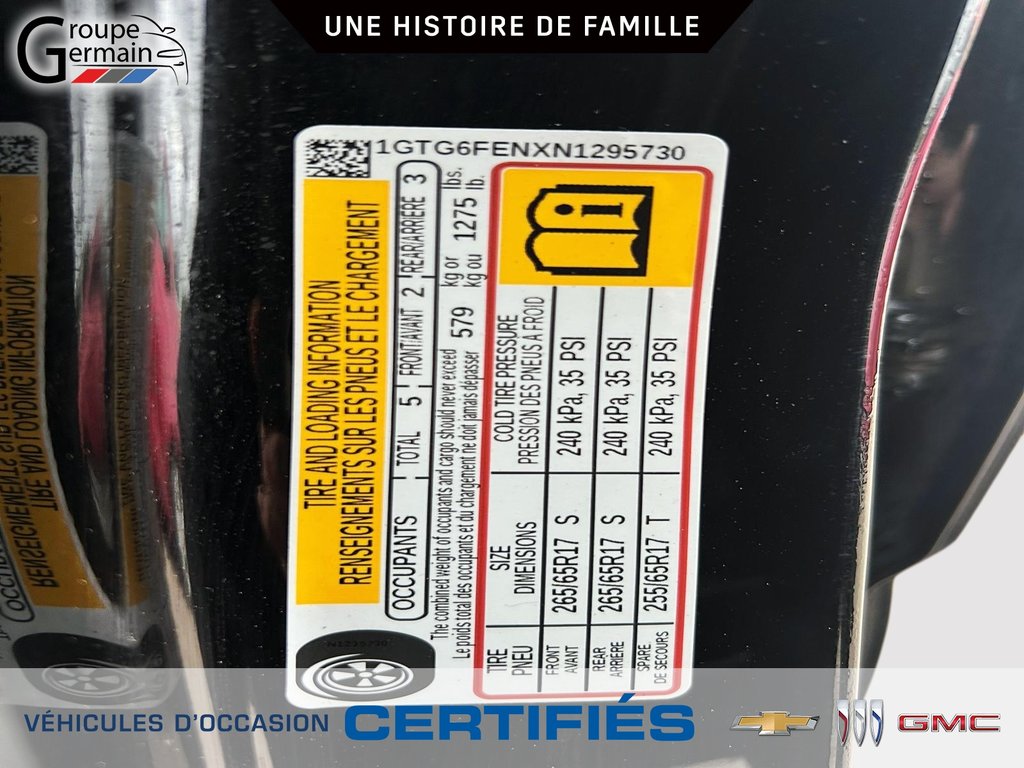 Groupe
Germain
UNE HISTOIRE DE FAMILLE
1GTG6FENXN1295730
TIRE AND LOADING INFORMATION
RENSEIGNEMENTS SUR LES PNEUS ET LE CHARGEMENT
OCCUPANTS TOTAL 5 FRONT/AVANT 2 REAR/ARRIÈRE 3
The combined weight of occupants and cargo should never exceed 579 kg or 1275 lbs.
Le poids total des occupants et du chargement ne doit jamais dépasser kg ou lb.
TIRE SIZE COLD TIRE PRESSURE
PNEU DIMENSIONS PRESSION DES PNEUS A FROID
FRONT
AVANT 265/65R17 S 240 kPa, 35 PSI
REAR
ARRIERE 265/65R17 S 240 kPa, 35 PSI
SPARE
DE SECOURS 255/65R17 T 240 kPa, 35 PSI
N1295730
VÉHICULES D'OCCASION CERTIFIÉS
GMC